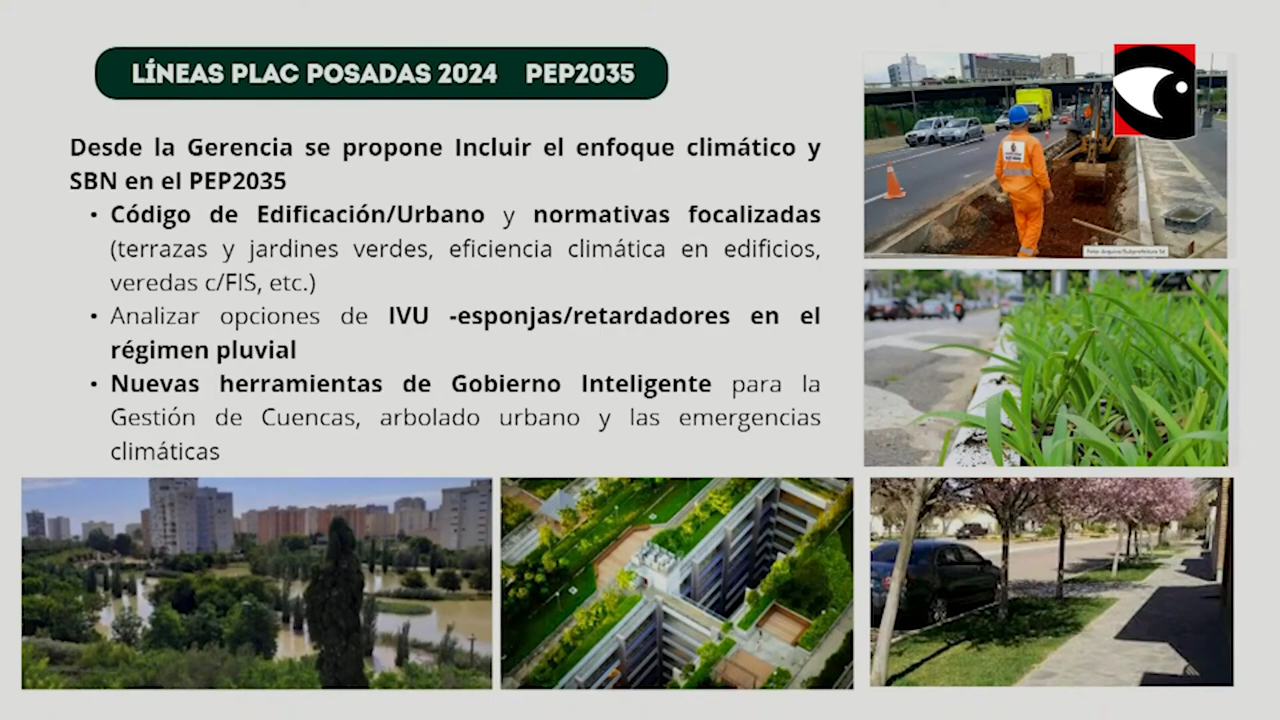 LÍNEAS PLAC POSADAS 2024 PEP2035
Desde la Gerencia se propone Incluir el enfoque climático y
SBN en el PEP2035
• Código de Edificación/Urbano y normativas focalizadas
(terrazas y jardines verdes, eficiencia climática en edificios,
veredas c/FIS, etc.)
• Analizar opciones de IVU -esponjas/retardadores en el
régimen pluvial
• Nuevas herramientas de Gobierno Inteligente para la
Gestión de Cuencas, arbolado urbano y las emergencias
climáticas